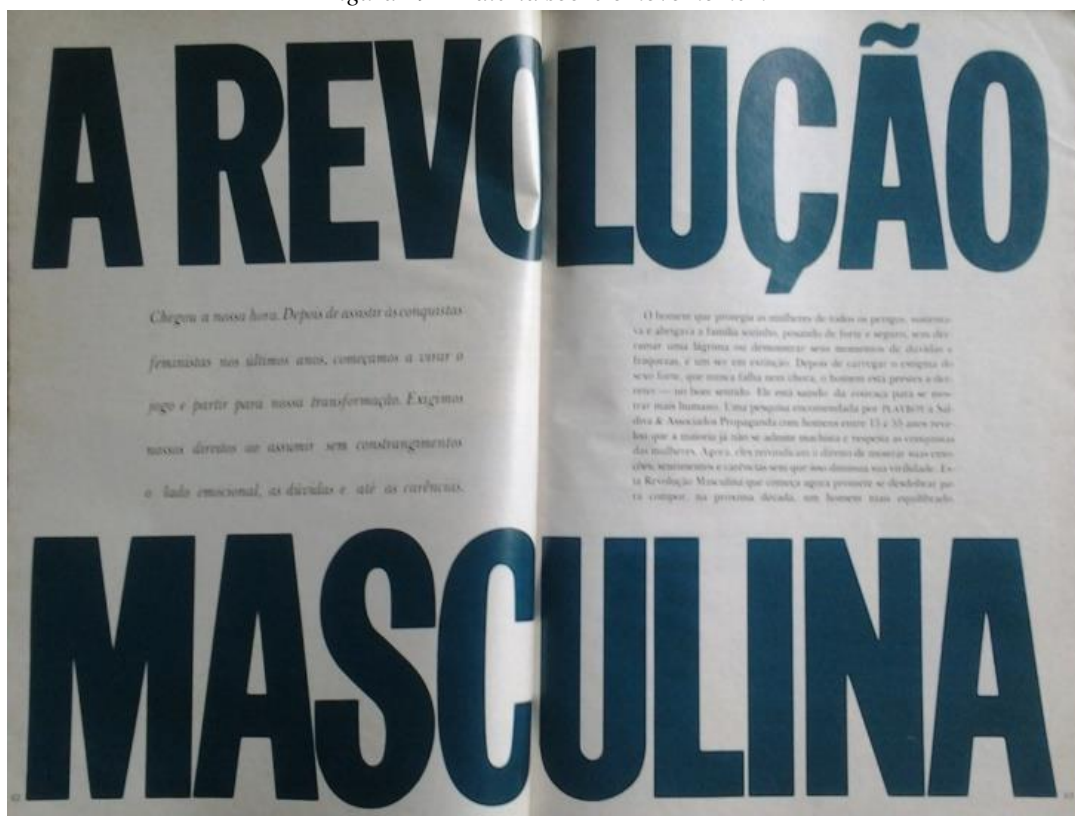 A REVOLUÇÃO
Chegou a nossa hora. Depois de assistir às conquistas
feministas nos últimos anos, começamos a virar o
jogo e partir para nossa transformação. Exigimos
nossos direitos ao assumir sem constrangimentos
o lado emocional, as dúvidas e até as carências.
O homem que protegia as mulheres de todos os perigos, sustenta-
va e abrigava a família sozinho, posando de forte e seguro, sem der-
ramar uma lágrima ou demonstrar seus momentos de dúvidas e
fraquezas, é um ser em extinção. Depois de carregar o estigma do
sexo forte, que nunca falha nem chora, o homem está prestes a der-
reter — no bom sentido. Ele está saindo da couraça para se mos-
trar mais humano. Uma pesquisa encomendada por PLAYBOY à Sal-
diva & Associados Propaganda com homens entre 15 e 55 anos reve-
lou que a maioria já não se admite machista e respeita as conquistas
das mulheres. Agora, eles reivindicam o direito de mostrar suas emo-
ções, sentimentos e carências sem que isso diminua sua virilidade. Es-
ta Revolução Masculina que começa agora promete se desdobrar pa-
ra compor, na próxima década, um homem mais equilibrado.
MASCULINA